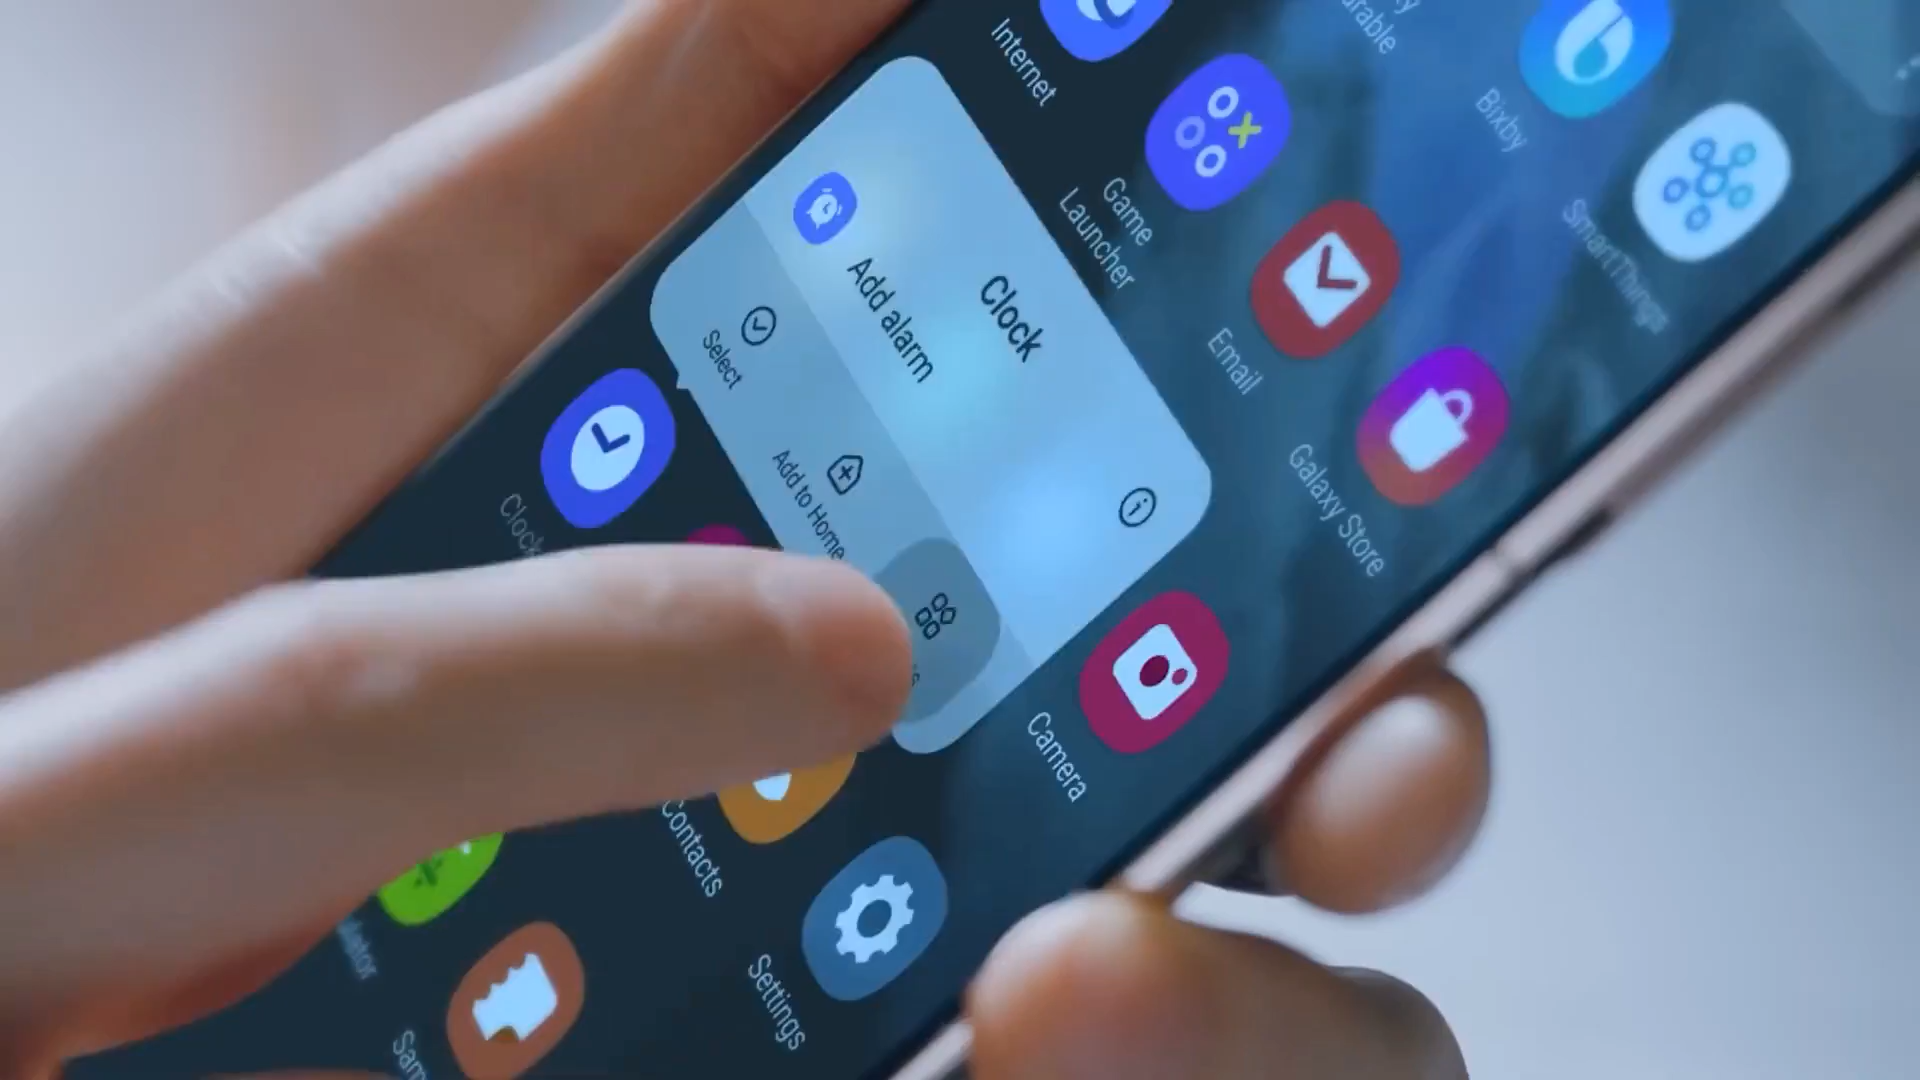 Internet
Bixby
Game
Launcher
SmartThings
Clock
Add alarm
Email
Select
Add to Home
Galaxy Store
Clock
Camera
Contacts
Settings